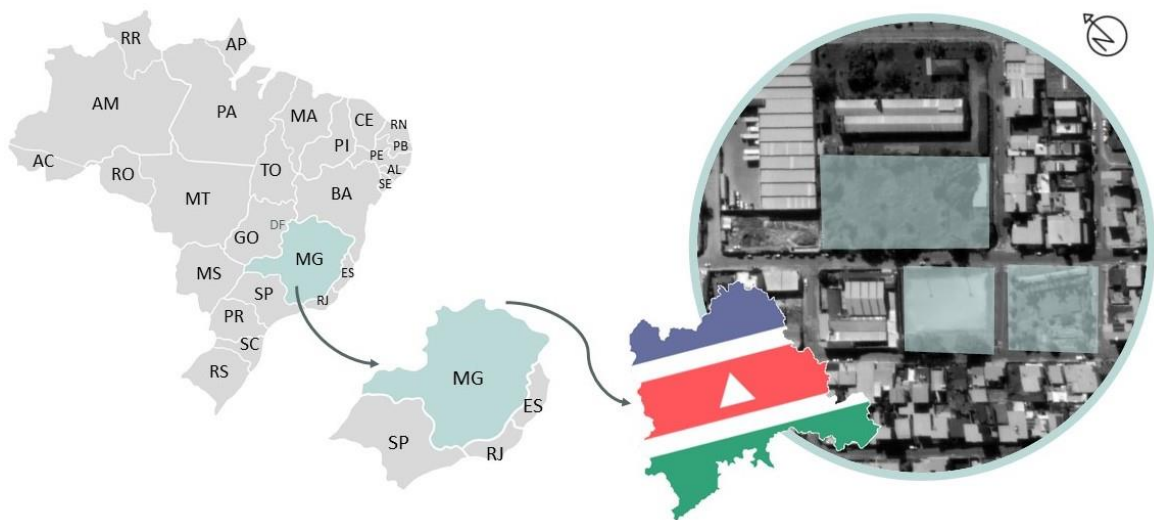 RR
AP
AM
PA
MA
CE
RN
PI
PB
PE
AC
TO
AL
RO
SE
BA
MT
DF
GO
MG
MS
ES
SP
RJ
PR
SC
RS
MG
ES
SP
RJ
N